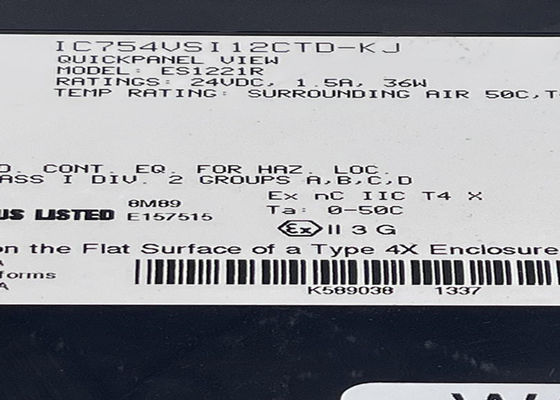 IC754VSI12CTD-KJ
QUICKPANEL VIEW
MODEL: ES1221R
RATINGS: 24VDC, 1.5A, 36W
TEMP RATING: SURROUNDING AIR 50C, T
D. CONT. EQ. FOR HAZ. LOC.
ASS I DIV. 2 GROUPS A,B,C,D
US LISTED 8M89 E157515
Ex nC IIC T4 X
Ta: 0-50C
Ex II 3 G
on the Flat Surface of a Type 4X Enclosure
A
forms
A
K589038 1337
W